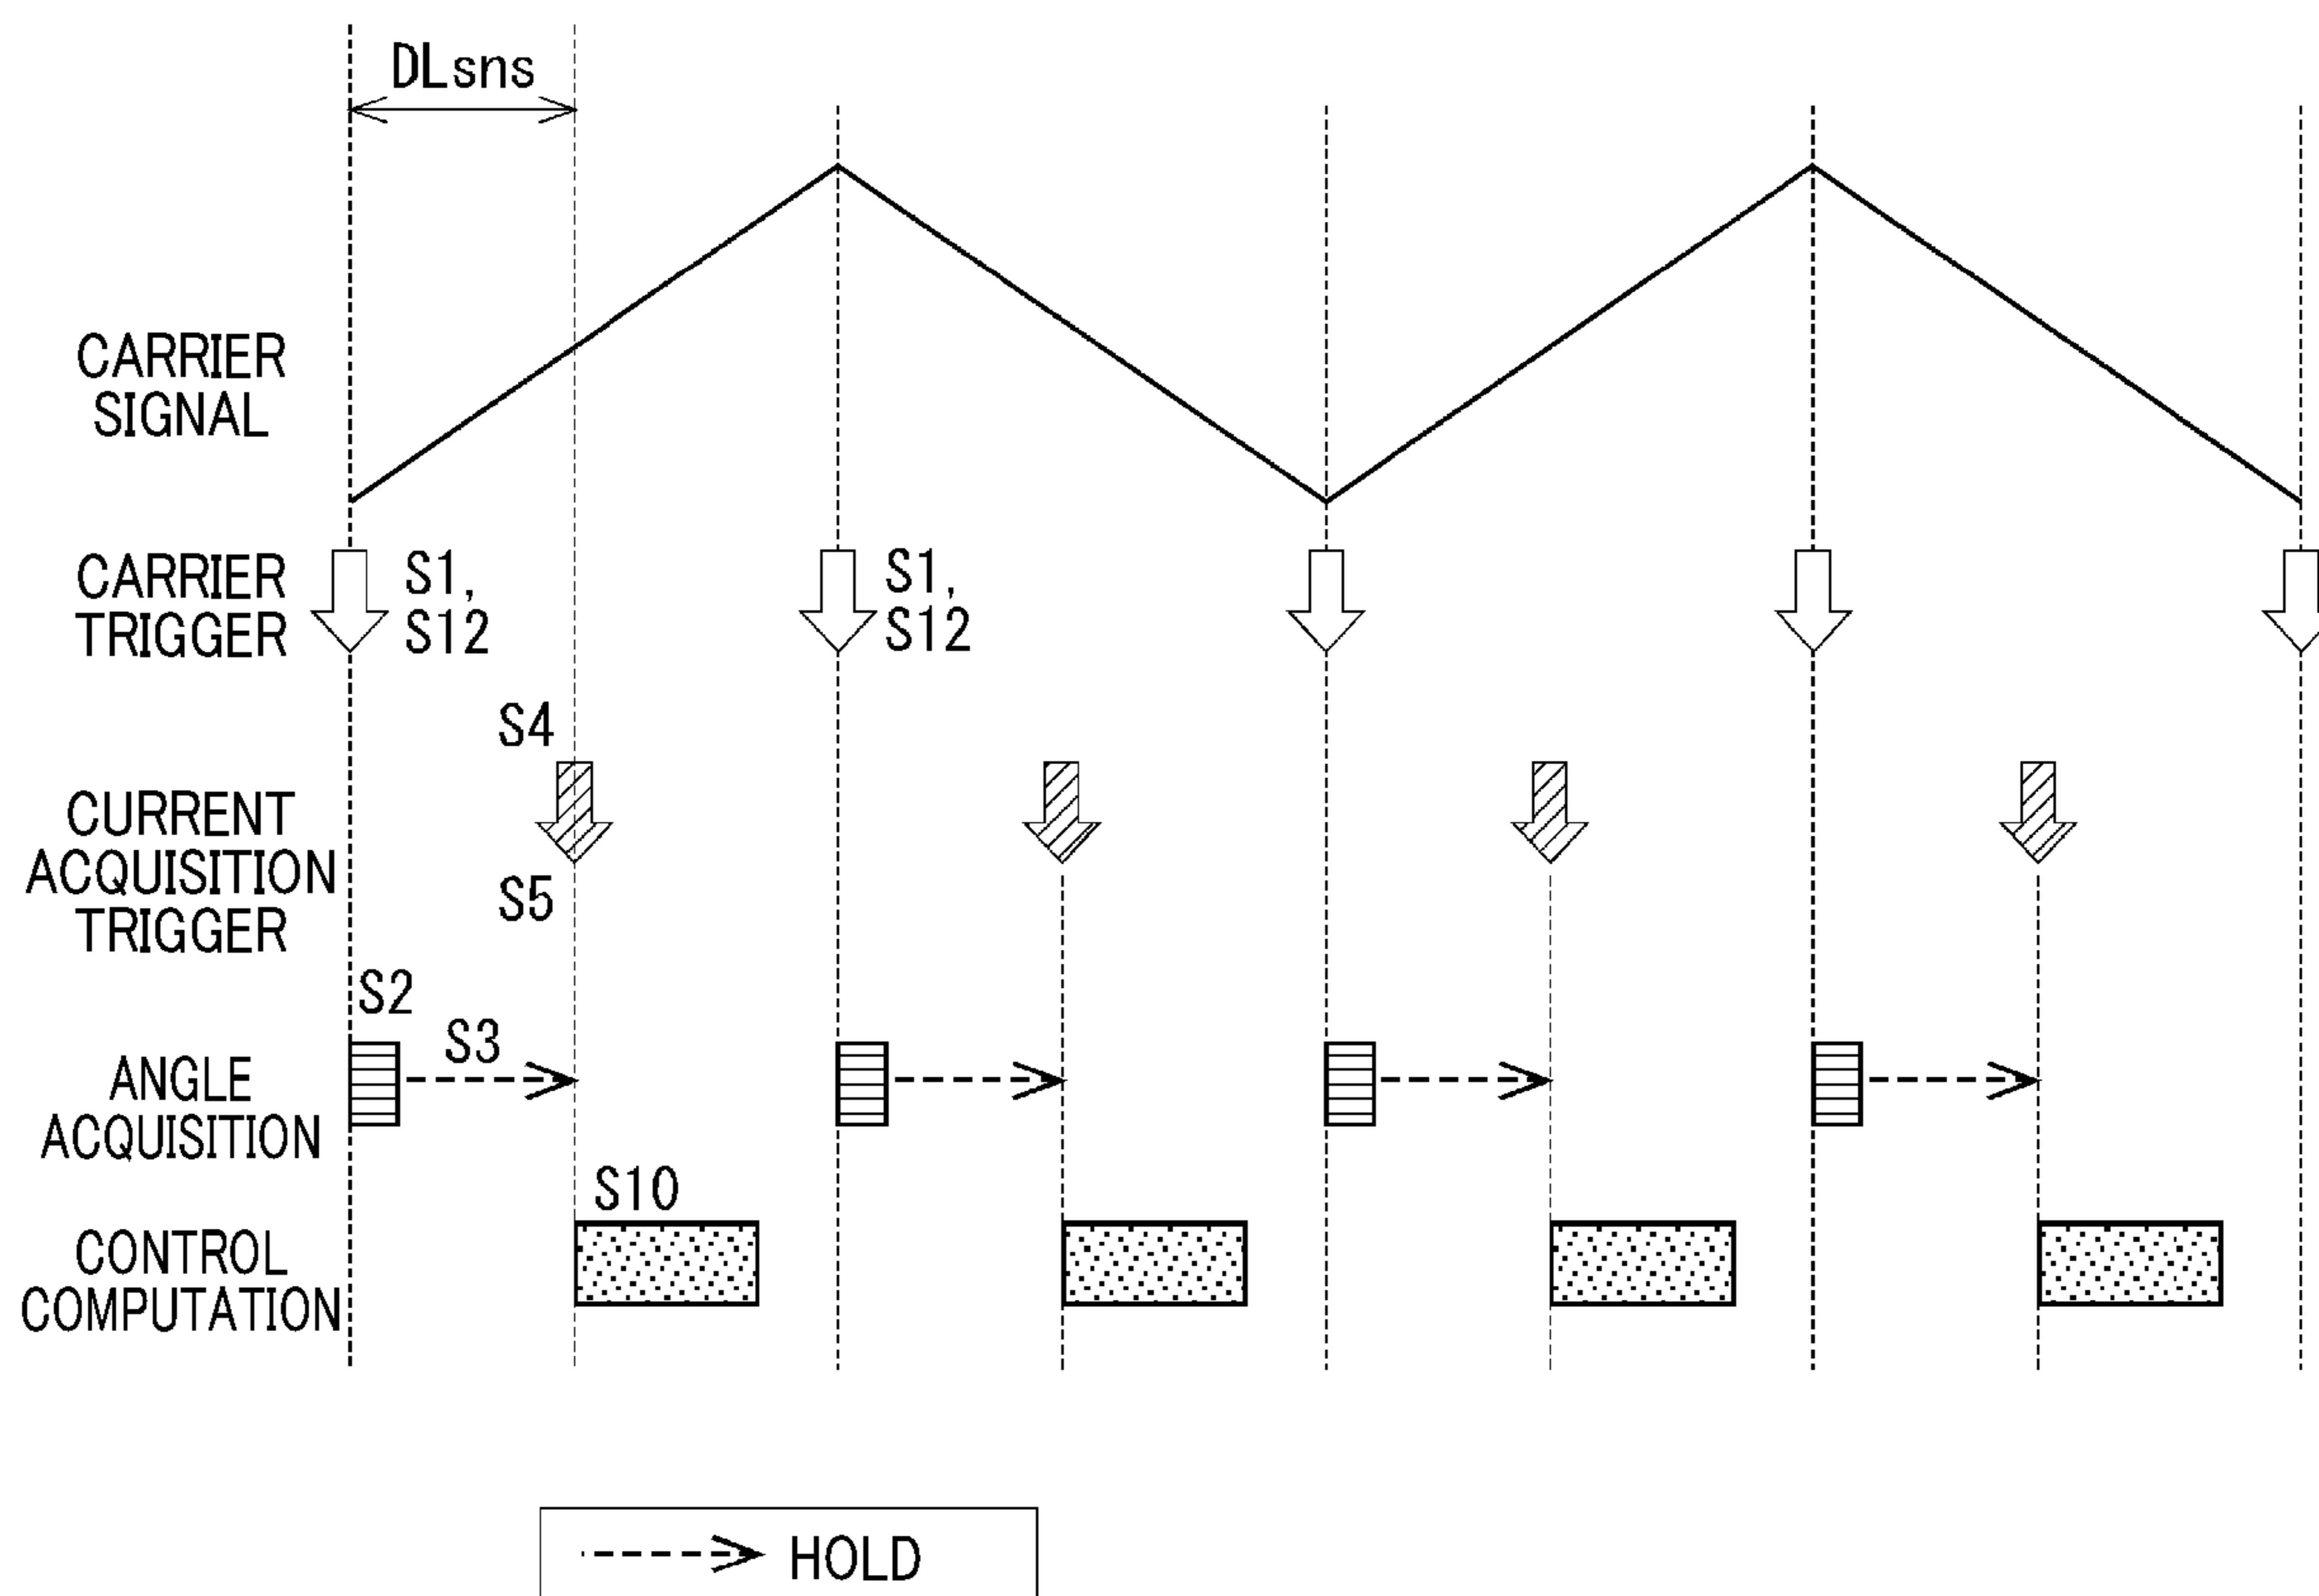 DLsns
CARRIER
SIGNAL
CARRIER
TRIGGER
S1,
S12
S1,
S12
S4
CURRENT
ACQUISITION
TRIGGER
S5
S2
S3
ANGLE
ACQUISITION
S10
CONTROL
COMPUTATION
HOLD